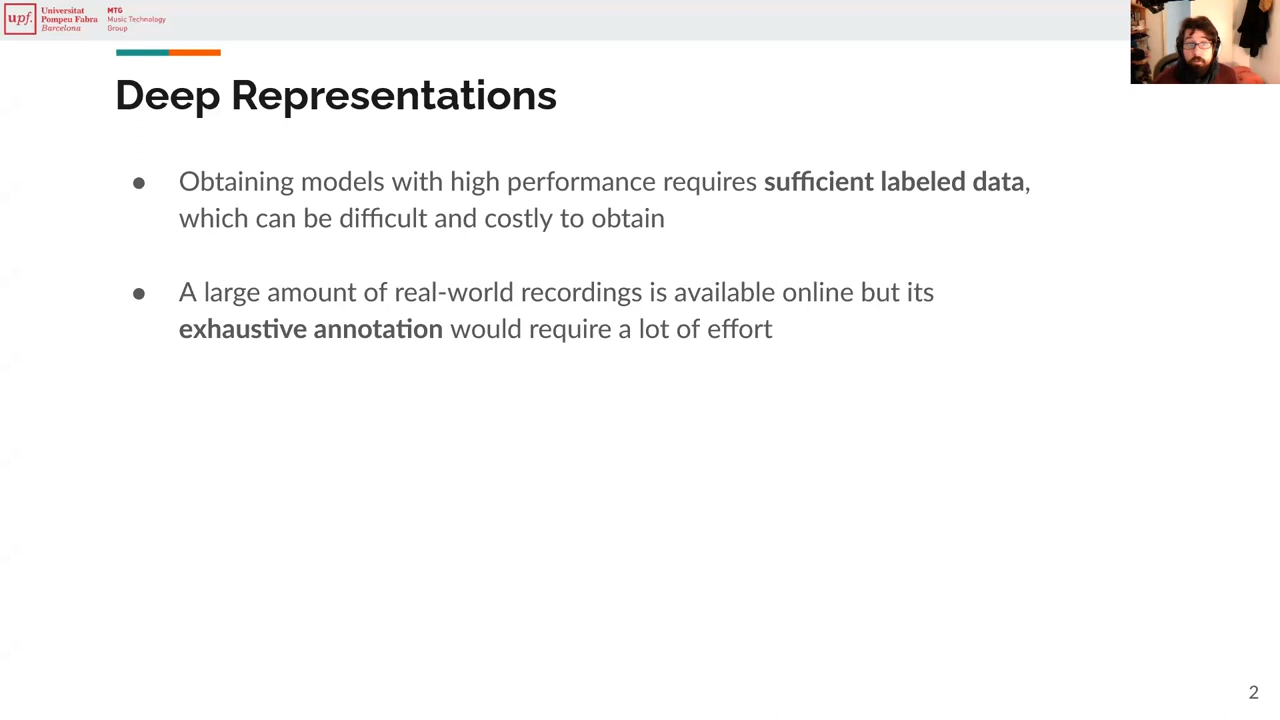 upf.
Universitat
Pompeu Fabra
Barcelona
MTG
Music Technology
Group
Deep Representations
● Obtaining models with high performance requires sufficient labeled data,
which can be difficult and costly to obtain
● A large amount of real-world recordings is available online but its
exhaustive annotation would require a lot of effort
2